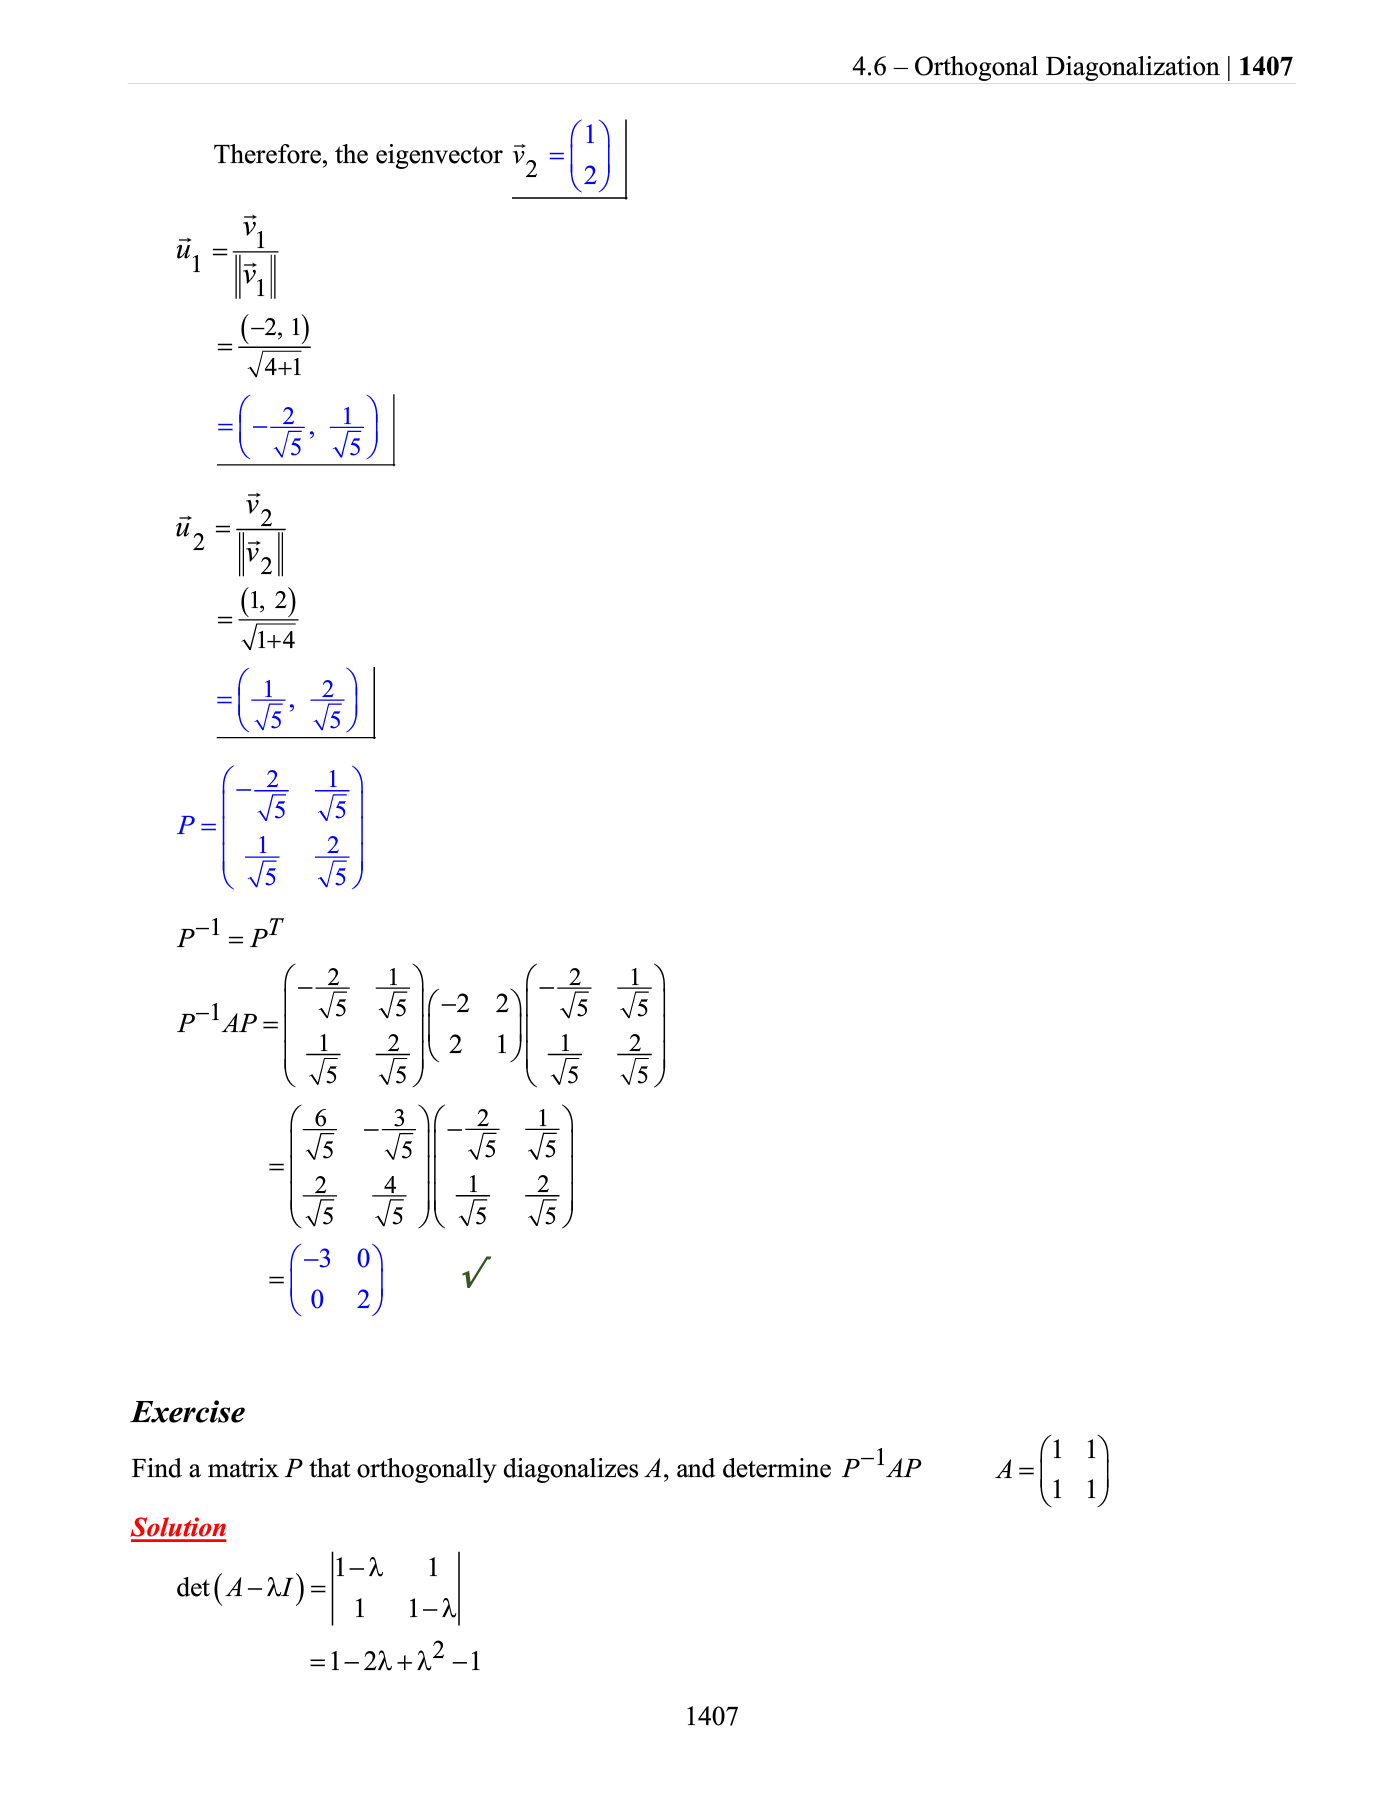 4.6 – Orthogonal Diagonalization | 1407
Therefore, the eigenvector $\vec{v}_2 = \begin{pmatrix} 1 \\ 2 \end{pmatrix}$
$\vec{u}_1 = \frac{\vec{v}_1}{\left\| \vec{v}_1 \right\|}$
$= \frac{(-2, 1)}{\sqrt{4+1}}$
$= \left( -\frac{2}{\sqrt{5}}, \frac{1}{\sqrt{5}} \right)$
$\vec{u}_2 = \frac{\vec{v}_2}{\left\| \vec{v}_2 \right\|}$
$= \frac{(1, 2)}{\sqrt{1+4}}$
$= \left( \frac{1}{\sqrt{5}}, \frac{2}{\sqrt{5}} \right)$
$P = \begin{pmatrix} -\frac{2}{\sqrt{5}} & \frac{1}{\sqrt{5}} \\ \frac{1}{\sqrt{5}} & \frac{2}{\sqrt{5}} \end{pmatrix}$
$P^{-1} = P^T$
$P^{-1}AP = \begin{pmatrix} -\frac{2}{\sqrt{5}} & \frac{1}{\sqrt{5}} \\ \frac{1}{\sqrt{5}} & \frac{2}{\sqrt{5}} \end{pmatrix} \begin{pmatrix} -2 & 2 \\ 2 & 1 \end{pmatrix} \begin{pmatrix} -\frac{2}{\sqrt{5}} & \frac{1}{\sqrt{5}} \\ \frac{1}{\sqrt{5}} & \frac{2}{\sqrt{5}} \end{pmatrix}$
$= \begin{pmatrix} \frac{6}{\sqrt{5}} & -\frac{3}{\sqrt{5}} \\ \frac{2}{\sqrt{5}} & \frac{4}{\sqrt{5}} \end{pmatrix} \begin{pmatrix} -\frac{2}{\sqrt{5}} & \frac{1}{\sqrt{5}} \\ \frac{1}{\sqrt{5}} & \frac{2}{\sqrt{5}} \end{pmatrix}$
$= \begin{pmatrix} -3 & 0 \\ 0 & 2 \end{pmatrix}$ √
Exercise
Find a matrix P that orthogonally diagonalizes A, and determine $P^{-1}AP$ $A = \begin{pmatrix} 1 & 1 \\ 1 & 1 \end{pmatrix}$
Solution
$\det(A - \lambda I) = \begin{vmatrix} 1-\lambda & 1 \\ 1 & 1-\lambda \end{vmatrix}$
$= 1 - 2\lambda + \lambda^2 - 1$
1407